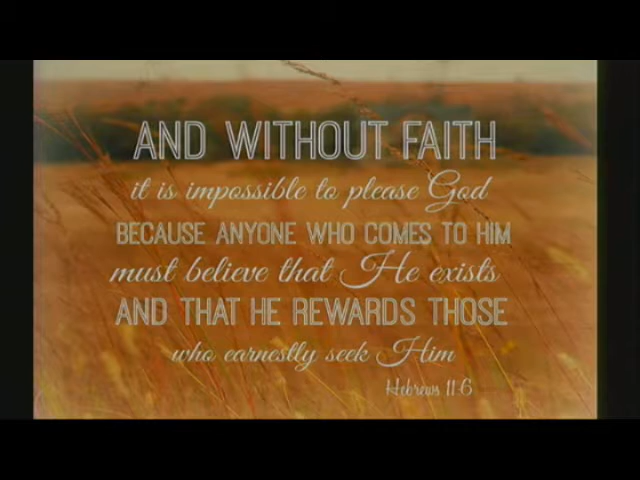 AND WITHOUT FAITH
it is impossible to please God
BECAUSE ANYONE WHO COMES TO HIM
must believe that He exists
AND THAT HE REWARDS THOSE
who earnestly seek Him
Hebrews 11:6